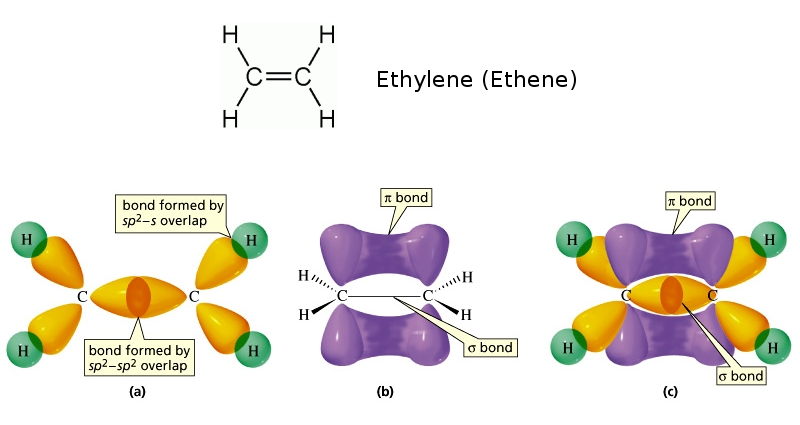 H H
C=C
H H
Ethylene (Ethene)
bond formed by
sp²–s overlap
H H
C C
H H
bond formed by
sp²–sp² overlap
(a)
π bond
H H
C C
H H
σ bond
(b)
π bond
H H
C C
H H
σ bond
(c)